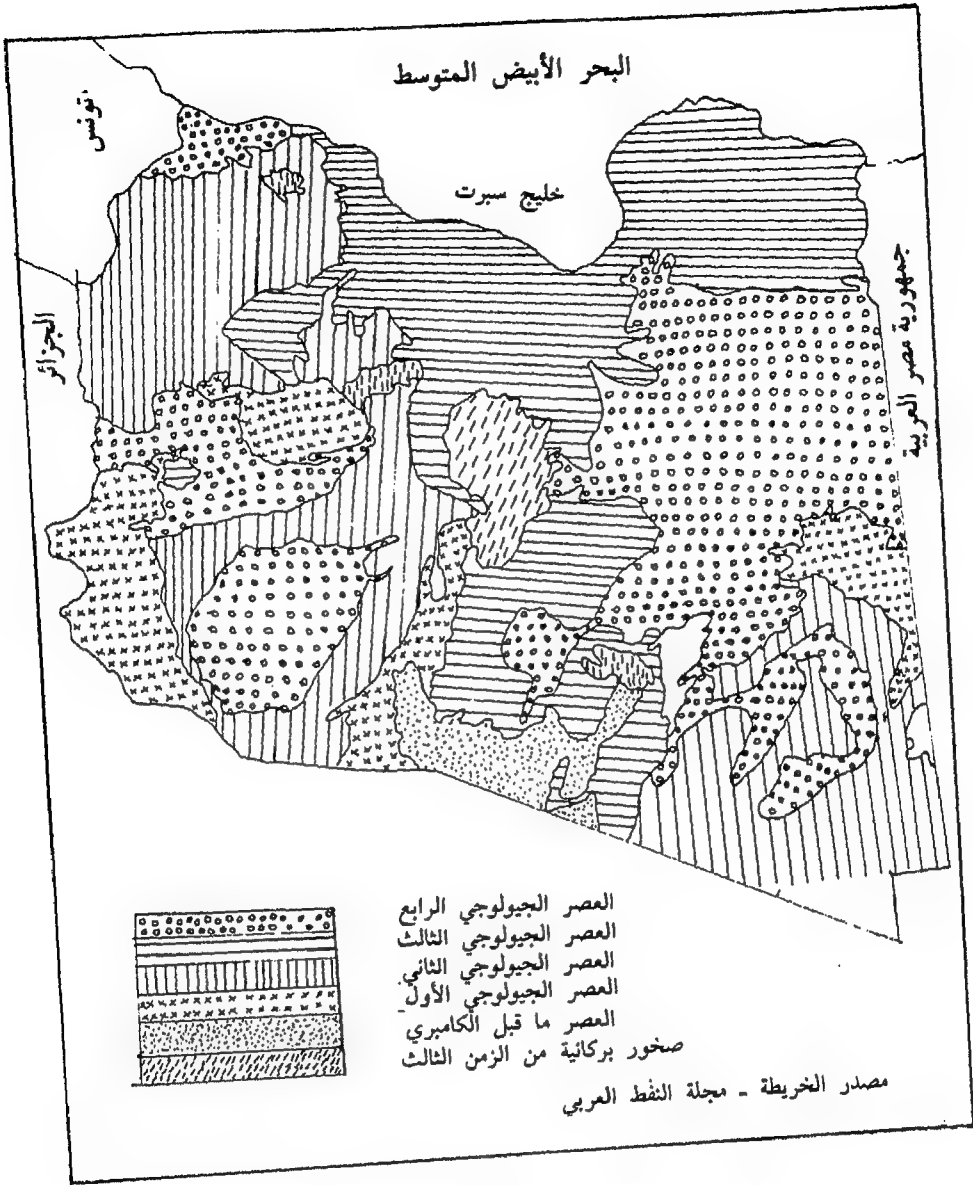 البحر الأبيض المتوسط
تونس
خليج سبرت
الجزائر
جمهورية مصر العربية
العصر الجيولوجي الرابع
العصر الجيولوجي الثالث
العصر الجيولوجي الثاني
العصر الجيولوجي الأول
العصر ما قبل الكامبري
صخور بركانية من الزمن الثالث
مصدر الخريطة - مجلة النفط العربي